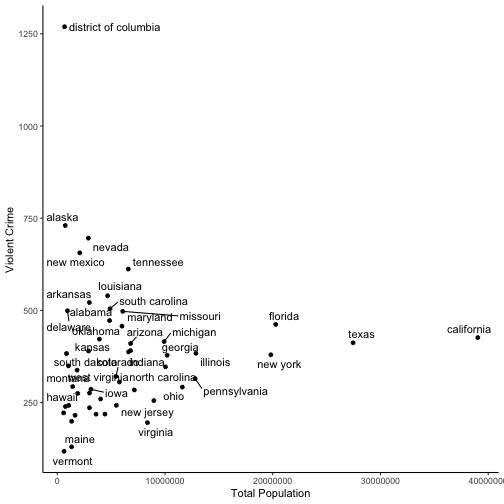 1250
district of columbia
1000
750
alaska
nevada
new mexico
tennessee
louisiana
arkansas
south carolina
500
alabama
maryland
missouri
florida
delaware
oklahoma
arizona
michigan
texas
california
kansas
georgia
south dakota
colorado
indiana
illinois
new york
montana
west virginia
north carolina
hawaii
iowa
ohio
pennsylvania
250
new jersey
virginia
maine
vermont
0
10000000
20000000
30000000
Total Population
Violent Crime